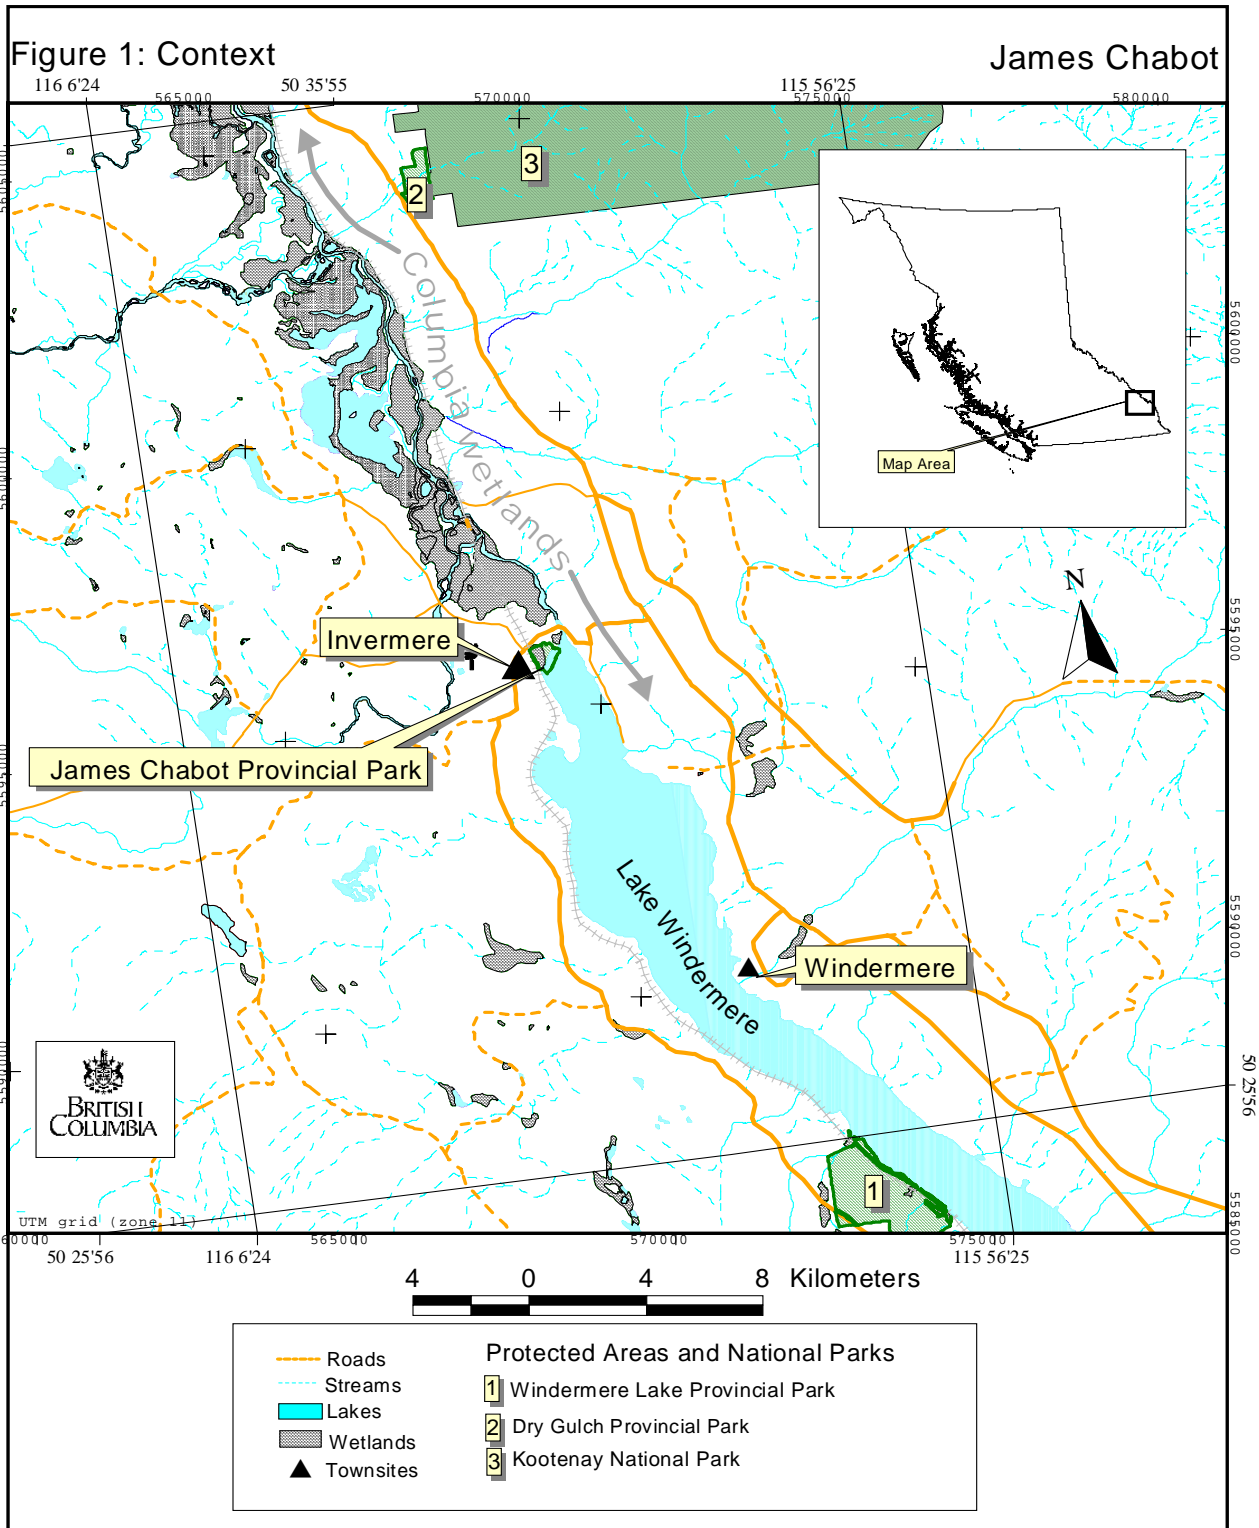 Figure 1: Context
James Chabot
116 6'24
50 35'55
115 56'25
565000
570000
575000
580000
3
2
Columbia Wetlands
Map Area
5600000
N
5595000
Invermere
James Chabot Provincial Park
Lake Windermere
5590000
Windermere
50 25'56
BRITISH
COLUMBIA
1
5585000
UTM grid (zone 11)
560000
565000
570000
575000
50 25'56
116 6'24
115 56'25
4 0 4 8 Kilometers
Roads
Streams
Lakes
Wetlands
Townsites
Protected Areas and National Parks
1 Windermere Lake Provincial Park
2 Dry Gulch Provincial Park
3 Kootenay National Park